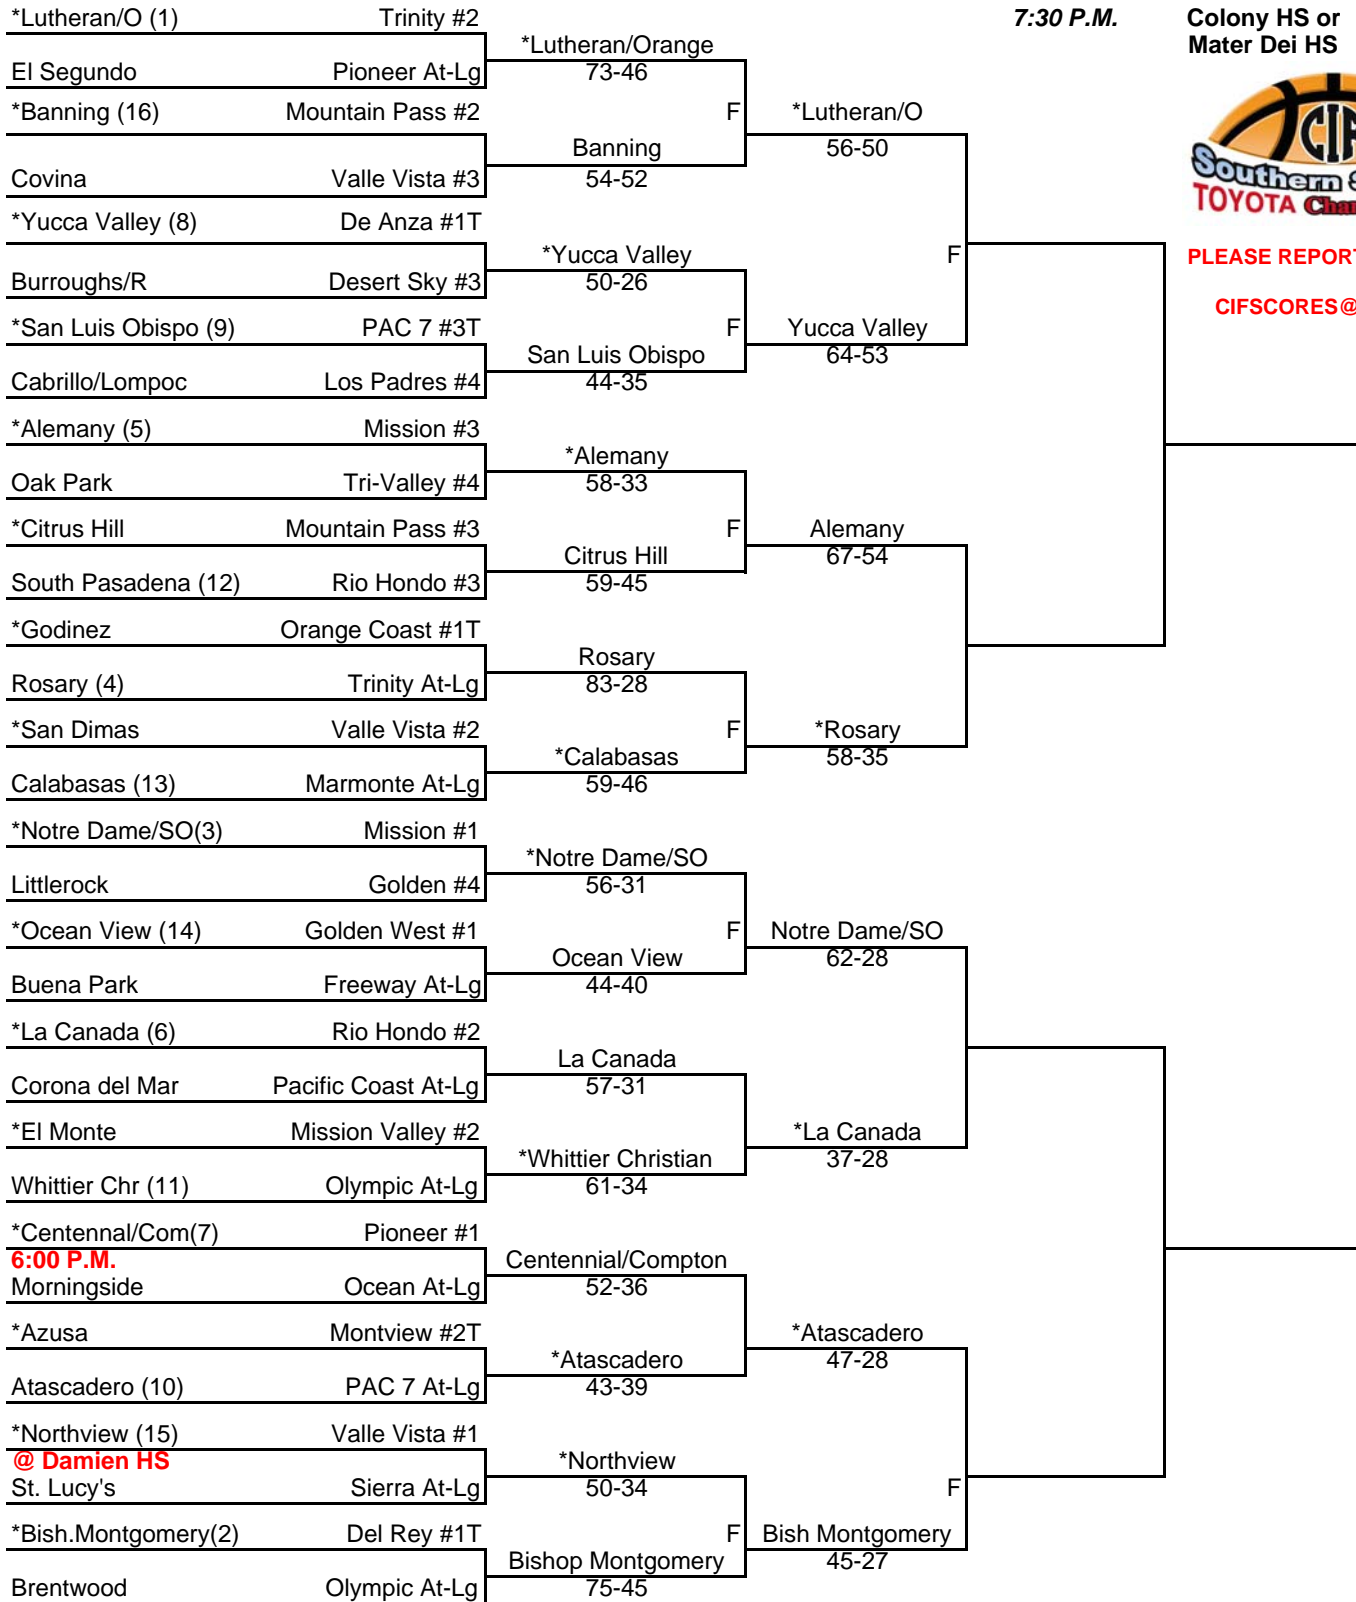 *Lutheran/O (1) Trinity #2 7:30 P.M. Colony HS or
*Lutheran/Orange Mater Dei HS
El Segundo Pioneer At-Lg 73-46
*Banning (16) Mountain Pass #2 F *Lutheran/O
Banning 56-50
Covina Valle Vista #3 54-52
Southern
TOYOTA
*Yucca Valley (8) De Anza #1T
*Yucca Valley F PLEASE REPORT
Burroughs/R Desert Sky #3 50-26
CIFSCORES@
*San Luis Obispo (9) PAC 7 #3T F Yucca Valley
San Luis Obispo 64-53
Cabrillo/Lompoc Los Padres #4 44-35
*Alemany (5) Mission #3
*Alemany
Oak Park Tri-Valley #4 58-33
*Citrus Hill Mountain Pass #3 F Alemany
Citrus Hill 67-54
South Pasadena (12) Rio Hondo #3 59-45
*Godinez Orange Coast #1T
Rosary
Rosary (4) Trinity At-Lg 83-28
*San Dimas Valle Vista #2 F *Rosary
*Calabasas 58-35
Calabasas (13) Marmonte At-Lg 59-46
*Notre Dame/SO(3) Mission #1
*Notre Dame/SO
Littlerock Golden #4 56-31
*Ocean View (14) Golden West #1 F Notre Dame/SO
Ocean View 62-28
Buena Park Freeway At-Lg 44-40
*La Canada (6) Rio Hondo #2
La Canada
Corona del Mar Pacific Coast At-Lg 57-31
*El Monte Mission Valley #2 *La Canada
*Whittier Christian 37-28
Whittier Chr (11) Olympic At-Lg 61-34
*Centennal/Com(7) Pioneer #1
6:00 P.M. Centennial/Compton
Morningside Ocean At-Lg 52-36
*Azusa Montview #2T *Atascadero
*Atascadero 47-28
Atascadero (10) PAC 7 At-Lg 43-39
*Northview (15) Valle Vista #1
@ Damien HS *Northview
St. Lucy's Sierra At-Lg 50-34 F
*Bish.Montgomery(2) Del Rey #1T F Bish Montgomery
Bishop Montgomery 45-27
Brentwood Olympic At-Lg 75-45